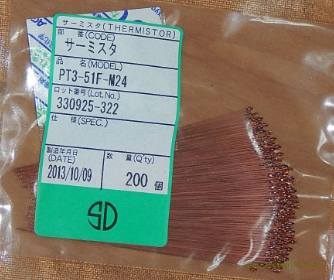 サーミスタ(THERMISTOR)
部 番(CODE)
サーミスタ
品 名(MODEL)
PT3-51F-M24
ロット番号(Lot.No.)
330925-322
仕 様(SPEC.)
製造年月日
(DATE)
2013/10/09
数 量(Q'ty)
200 個
SD